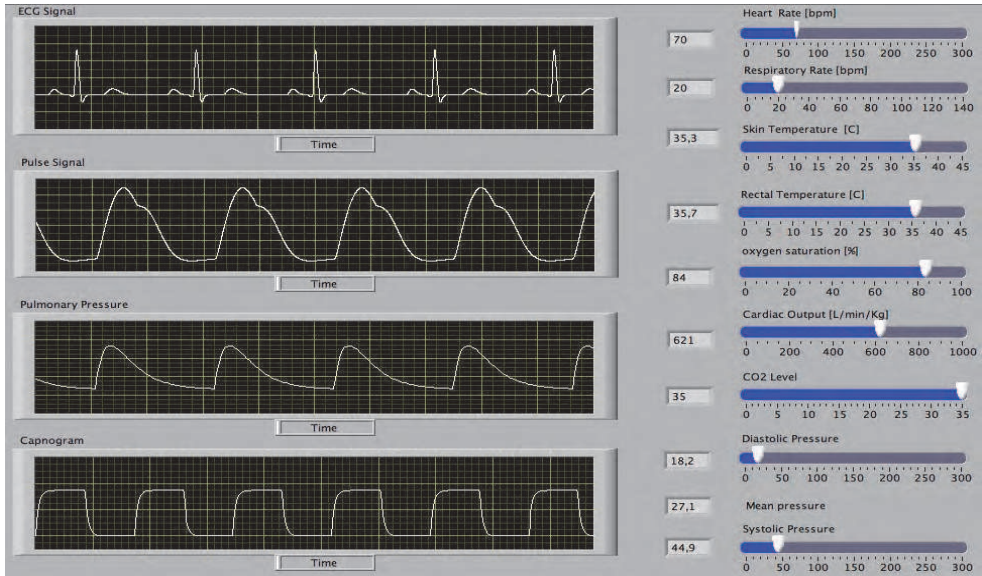 ECG Signal
Time
Pulse Signal
Time
Pulmonary Pressure
Time
Capnogram
Time
Heart Rate [bpm]
70
0 50 100 150 200 250 300
Respiratory Rate [bpm]
20
0 20 40 60 80 100 120 140
Skin Temperature [C]
35,3
0 5 10 15 20 25 30 35 40 45
Rectal Temperature [C]
35,7
0 5 10 15 20 25 30 35 40 45
oxygen saturation [%]
84
0 20 40 60 80 100
Cardiac Output [L/min/Kg]
621
0 200 400 600 800 1000
CO2 Level
35
0 5 10 15 20 25 30 35
Diastolic Pressure
18,2
0 50 100 150 200 250 300
27,1 Mean pressure
Systolic Pressure
44,9
0 50 100 150 200 250 300